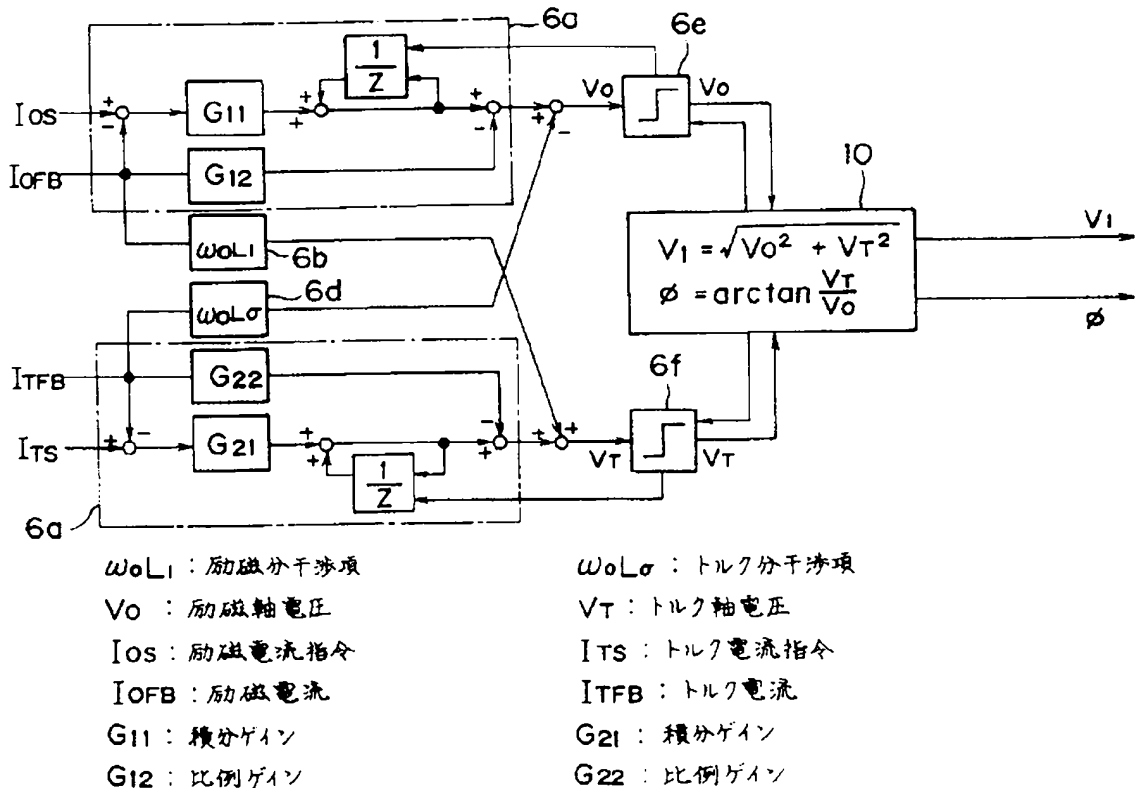 6a
6e
1/Z
IOS
G11
VO
VO
IOFB
G12
10
ωOL1
6b
V1 = √VO² + VT²
V1
6d
ωOLσ
ø = arctan VT/VO
ø
ITFB
G22
6f
ITS
G21
VT
VT
1/Z
6a
ωOL1 : 励磁分干渉項
ωOLσ : トルク分干渉項
VO : 励磁軸電圧
VT : トルク軸電圧
IOS : 励磁電流指令
ITS : トルク電流指令
IOFB : 励磁電流
ITFB : トルク電流
G11 : 積分ゲイン
G21 : 積分ゲイン
G12 : 比例ゲイン
G22 : 比例ゲイン